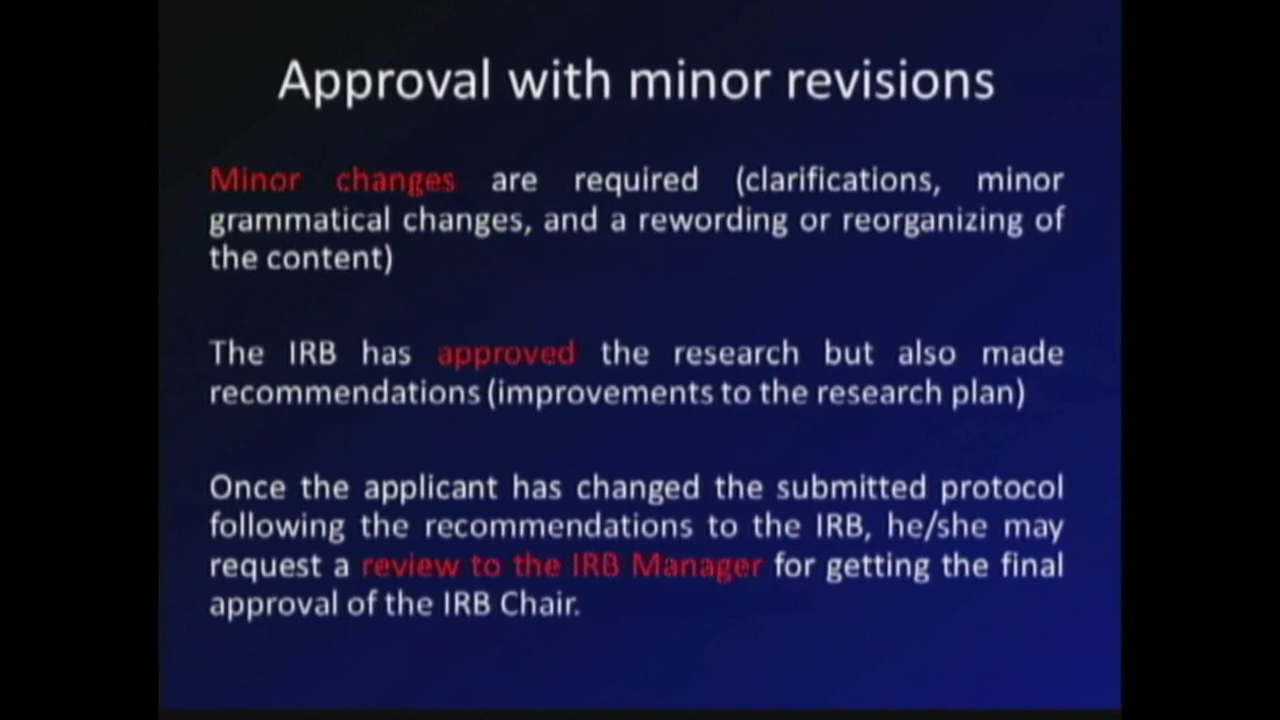 Approval with minor revisions
Minor changes are required (clarifications, minor
grammatical changes, and a rewording or reorganizing of
the content)
The IRB has approved the research but also made
recommendations (improvements to the research plan)
Once the applicant has changed the submitted protocol
following the recommendations to the IRB, he/she may
request a review to the IRB Manager for getting the final
approval of the IRB Chair.